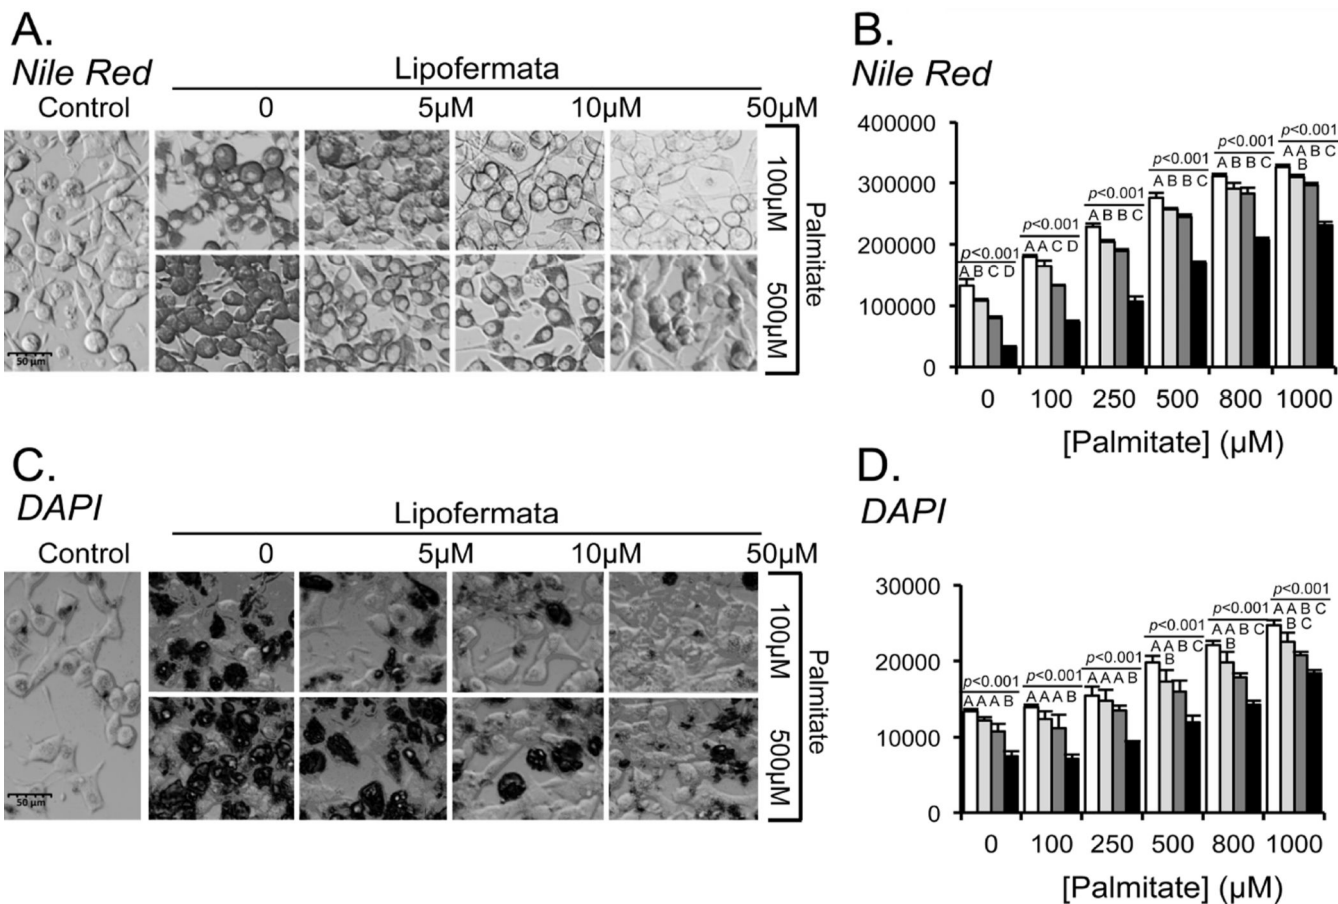 A.
Nile Red
Lipofermata
Control 0 5µM 10µM 50µM
100µM
500µM
Palmitate
50 µm
B.
Nile Red
400000
300000
200000
100000
0
p<0.001
A B C D
p<0.001
A A C D
p<0.001
A B B C
p<0.001
A B B C
p<0.001
A B B C
p<0.001
A A B C
B
0 100 250 500 800 1000
[Palmitate] (µM)
C.
DAPI
Lipofermata
Control 0 5µM 10µM 50µM
100µM
500µM
Palmitate
50 µm
D.
DAPI
30000
20000
10000
0
p<0.001
A A A B
p<0.001
A A A B
p<0.001
A A A B
p<0.001
A A B C
B
p<0.001
A A B C
B
p<0.001
A A B C
B C
0 100 250 500 800 1000
[Palmitate] (µM)